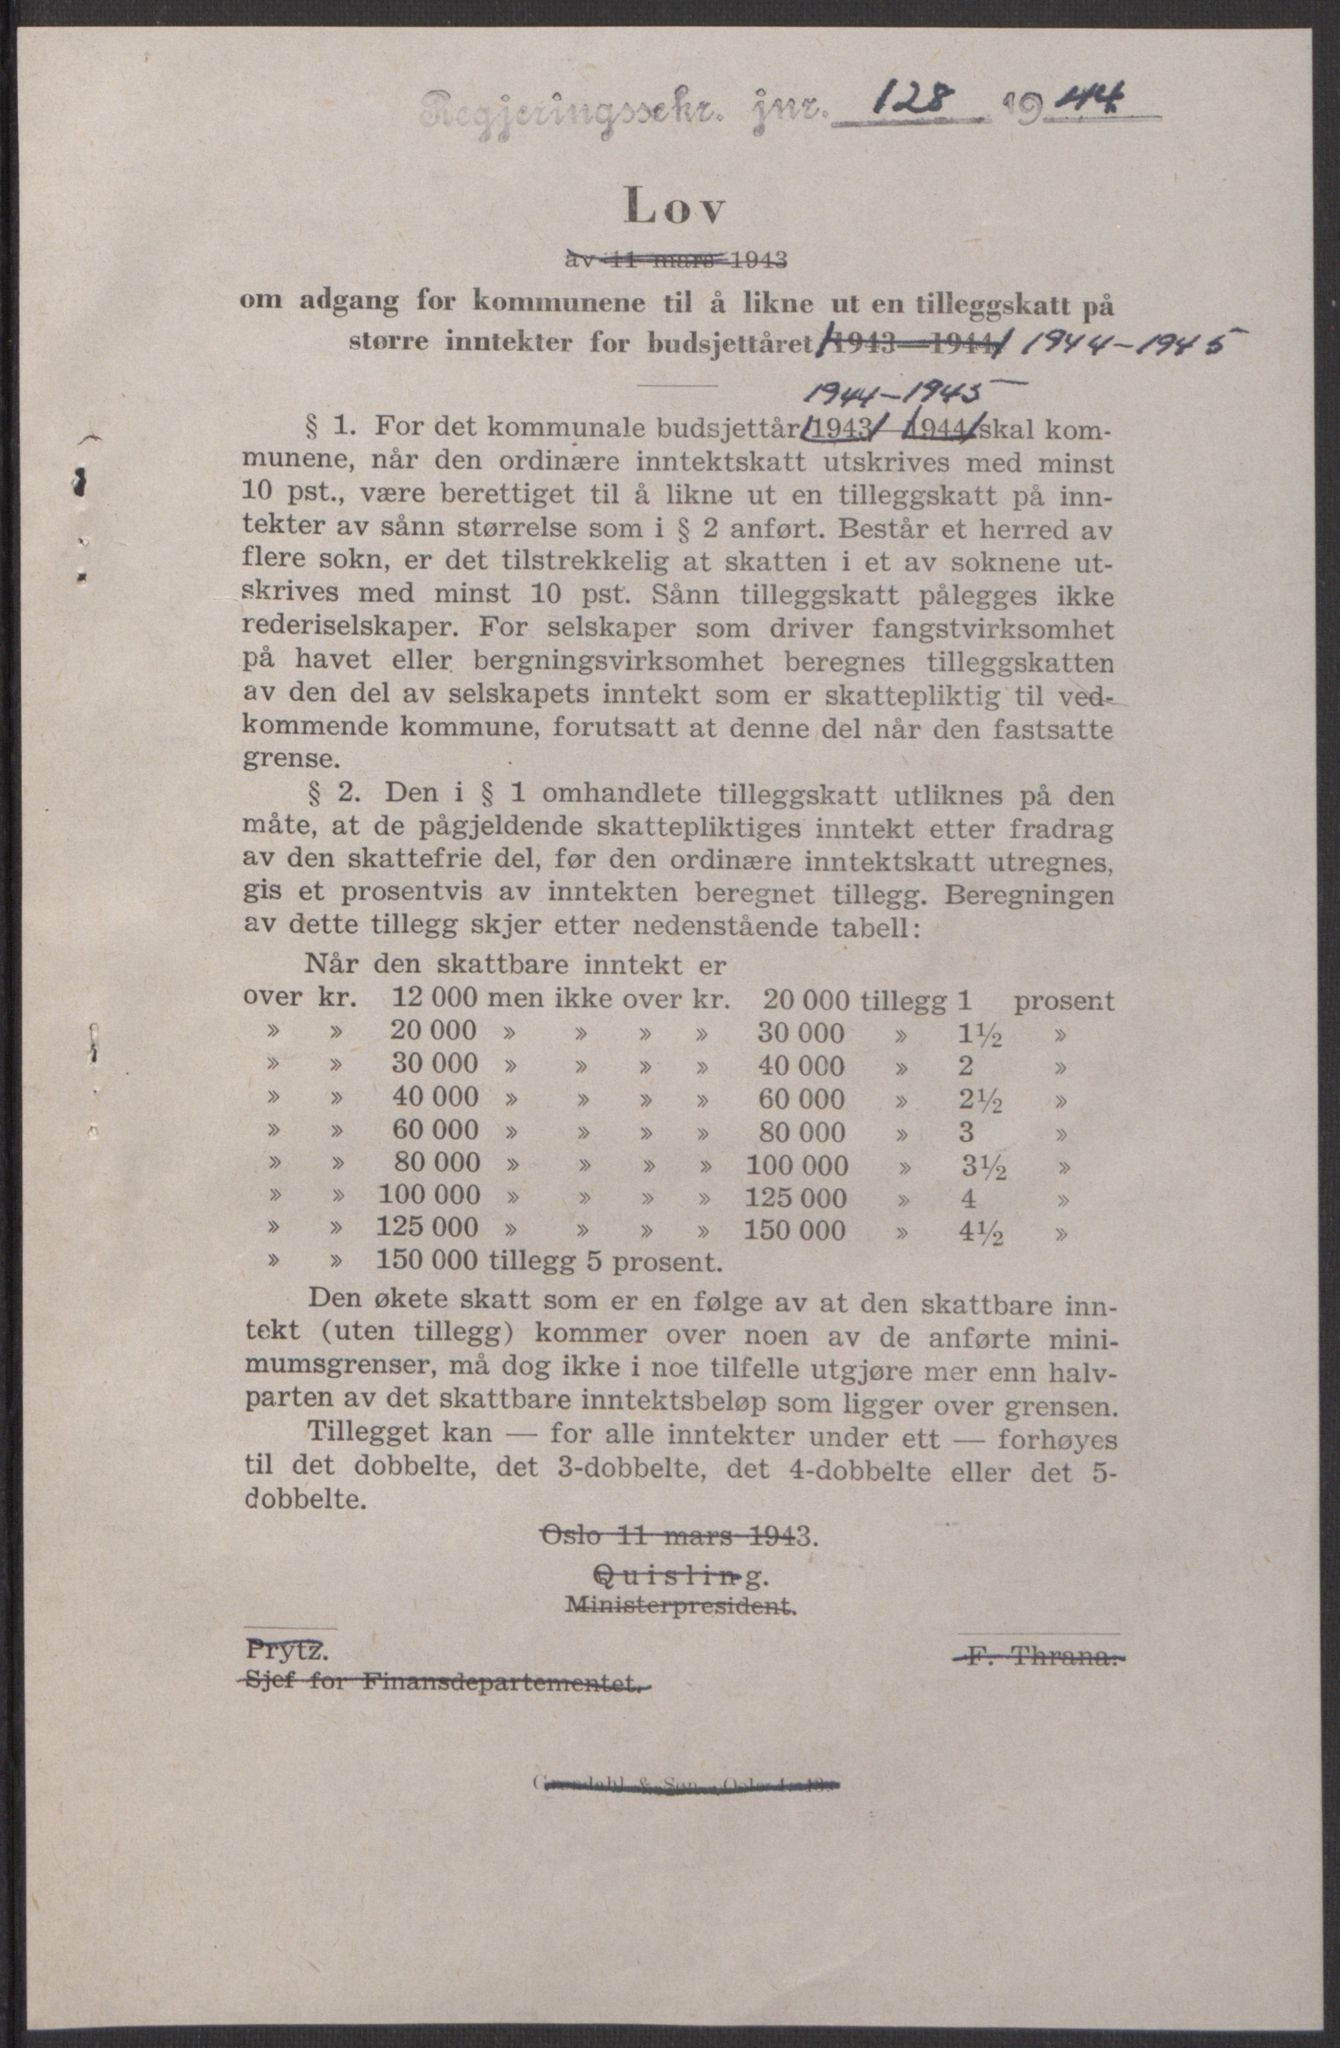 Regjeringssekr. jnr. 128 1944
Lov
av 11 mars 1943
om adgang for kommunene til å likne ut en tilleggskatt på
større inntekter for budsjettåret 1943—1944 1944–1945
1944–1945
§ 1. For det kommunale budsjettår 1943—1944 skal kom-
munene, når den ordinære inntektskatt utskrives med minst
10 pst., være berettiget til å likne ut en tilleggskatt på inn-
tekter av sånn størrelse som i § 2 anført. Består et herred av
flere sokn, er det tilstrekkelig at skatten i et av soknene ut-
skrives med minst 10 pst. Sånn tilleggskatt pålegges ikke
rederiselskaper. For selskaper som driver fangstvirksomhet
på havet eller bergningsvirksomhet beregnes tilleggskatten
av den del av selskapets inntekt som er skattepliktig til ved-
kommende kommune, forutsatt at denne del når den fastsatte
grense.
§ 2. Den i § 1 omhandlete tilleggskatt utliknes på den
måte, at de pågjeldende skattepliktiges inntekt etter fradrag
av den skattefrie del, før den ordinære inntektskatt utregnes,
gis et prosentvis av inntekten beregnet tillegg. Beregningen
av dette tillegg skjer etter nedenstående tabell:
Når den skattbare inntekt er
over kr. 12 000 men ikke over kr. 20 000 tillegg 1 prosent
» » 20 000 » » » » 30 000 » 1½ »
» » 30 000 » » » » 40 000 » 2 »
» » 40 000 » » » » 60 000 » 2½ »
» » 60 000 » » » » 80 000 » 3 »
» » 80 000 » » » » 100 000 » 3½ »
» » 100 000 » » » » 125 000 » 4 »
» » 125 000 » » » » 150 000 » 4½ »
» » 150 000 tillegg 5 prosent.
Den økete skatt som er en følge av at den skattbare inn-
tekt (uten tillegg) kommer over noen av de anførte mini-
mumsgrenser, må dog ikke i noe tilfelle utgjøre mer enn halv-
parten av det skattbare inntektsbeløp som ligger over grensen.
Tillegget kan — for alle inntekter under ett — forhøyes
til det dobbelte, det 3-dobbelte, det 4-dobbelte eller det 5-
dobbelte.
Oslo 11 mars 1943.
Quisling.
Ministerpresident.
Prytz.
F. Thrana.
Sjef for Finansdepartementet.
Grøndahl & Søn, Oslo